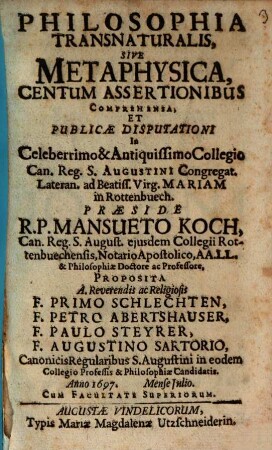 PHILOSOPHIA
TRANSNATURALIS,
SIVE
METAPHYSICA,
CENTUM ASSERTIONIBUS
COMPREHENSA,
ET
PUBLICÆ DISPUTATIONI
In
Celeberrimo & Antiquissimo Collegio
Can. Reg. S. AUGUSTINI Congregat.
Lateran. ad Beatiss. Virg. MARIAM
in Rottenbuech.
PRÆSIDE
R.P. MANSUETO KOCH,
Can. Reg. S. August. ejusdem Collegii Rot-
tenbuechensis, Notario Apostolico, AA.LL.
& Philosophiæ Doctore ac Professore,
PROPOSITA
A. Reverendis ac Religiosis
F. PRIMO SCHLECHTEN,
F. PETRO ABERTSHAUSER,
F. PAULO STEYRER,
F. AUGUSTINO SARTORIO,
Canonicis Regularibus S. Augustini in eodem
Collegio Professis & Philosophiæ Candidatis.
Anno 1697. Mense Julio.
CUM FACULTATE SUPERIORUM.
AUGUSTÆ VINDELICORUM,
Typis Mariæ Magdalenæ Utzschneiderin.